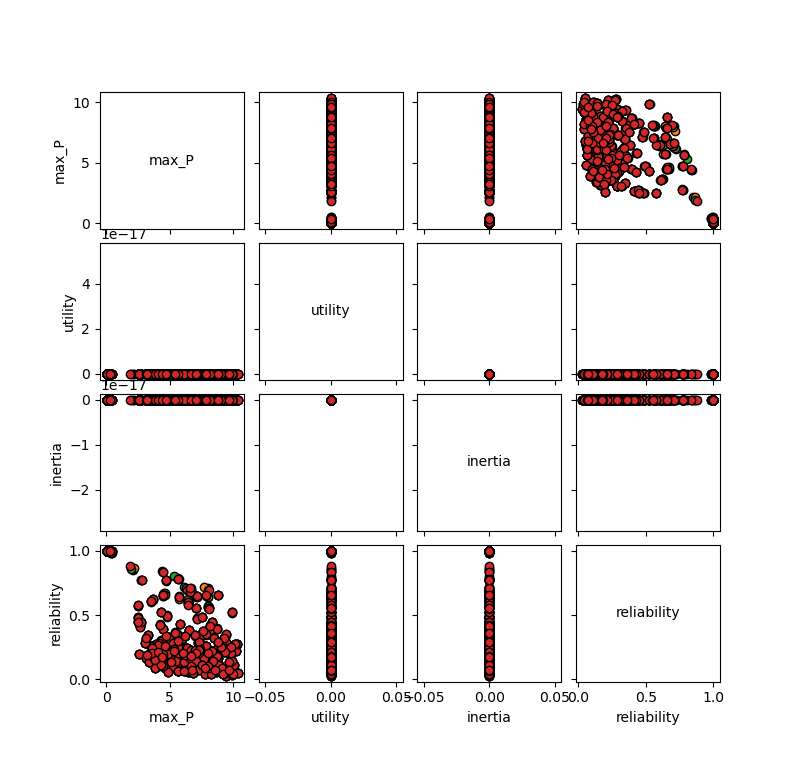 10
5
0
max_P
max_P
1e−17
4
2
0
utility
utility
1e−17
0
−1
−2
inertia
inertia
1.0
0.5
0.0
reliability
reliability
0 5 10 −0.05 0.00 0.05 −0.05 0.00 0.05 0.0 0.5 1.0
max_P utility inertia reliability